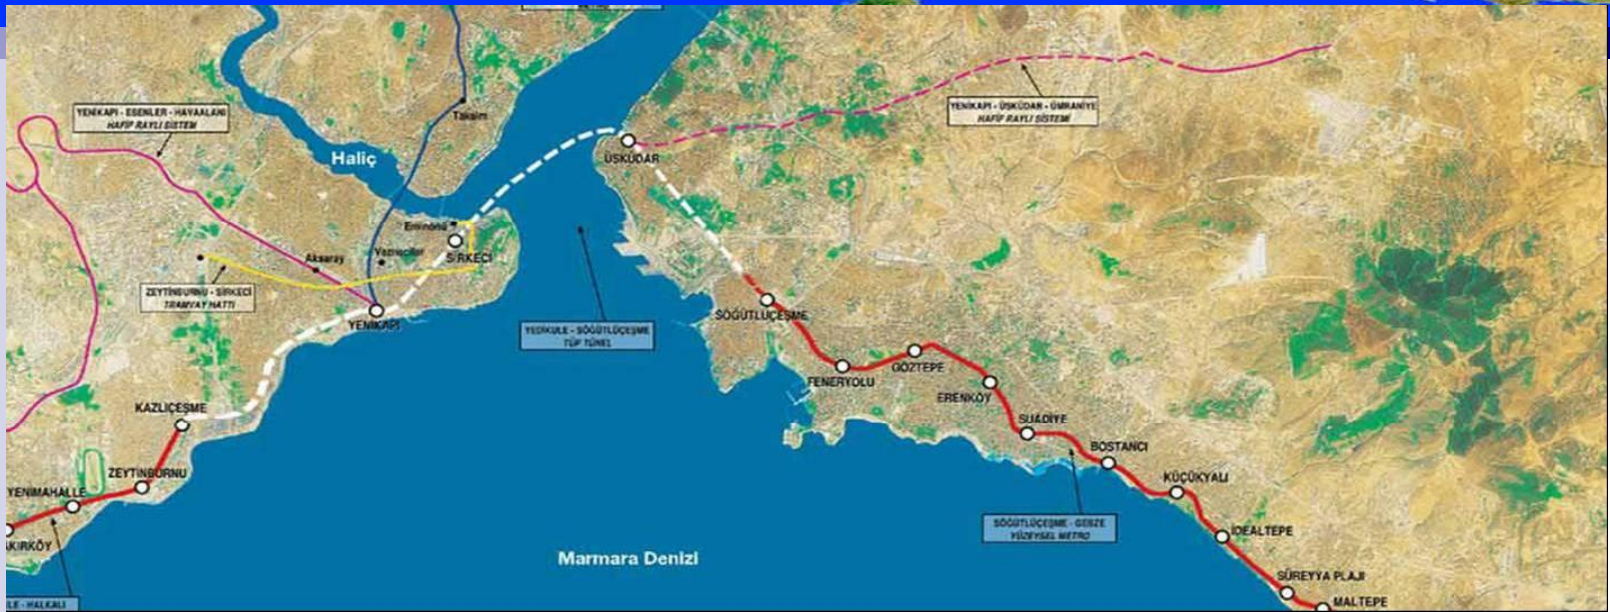 YENİKAPI - ESENLER - HAVAALANI
HAFİF RAYLI SİSTEM
Taksim
YENİKAPI - ÜSKÜDAR - ÜMRANİYE
HAFİF RAYLI SİSTEM
Haliç
ÜSKÜDAR
Eminönü
SİRKECİ
Aksaray
ZEYTİNBURNU - SİRKECİ
TRAMVAY HATTI
YENİKAPI
YEDİKULE - SÖĞÜTLÜÇEŞME
TÜP TÜNEL
SÖĞÜTLÜÇEŞME
FENERYOLU
GÖZTEPE
ERENKÖY
KAZLIÇEŞME
SUADİYE
BOSTANCI
ZEYTİNBURNU
KÜÇÜKYALI
YENİMAHALLE
SÖĞÜTLÜÇEŞME - GEBZE
YÜZEYSEL METRO
İDEALTEPE
AKIRKÖY
Marmara Denizi
SÜREYYA PLAJI
LE - HALKALI
MALTEPE